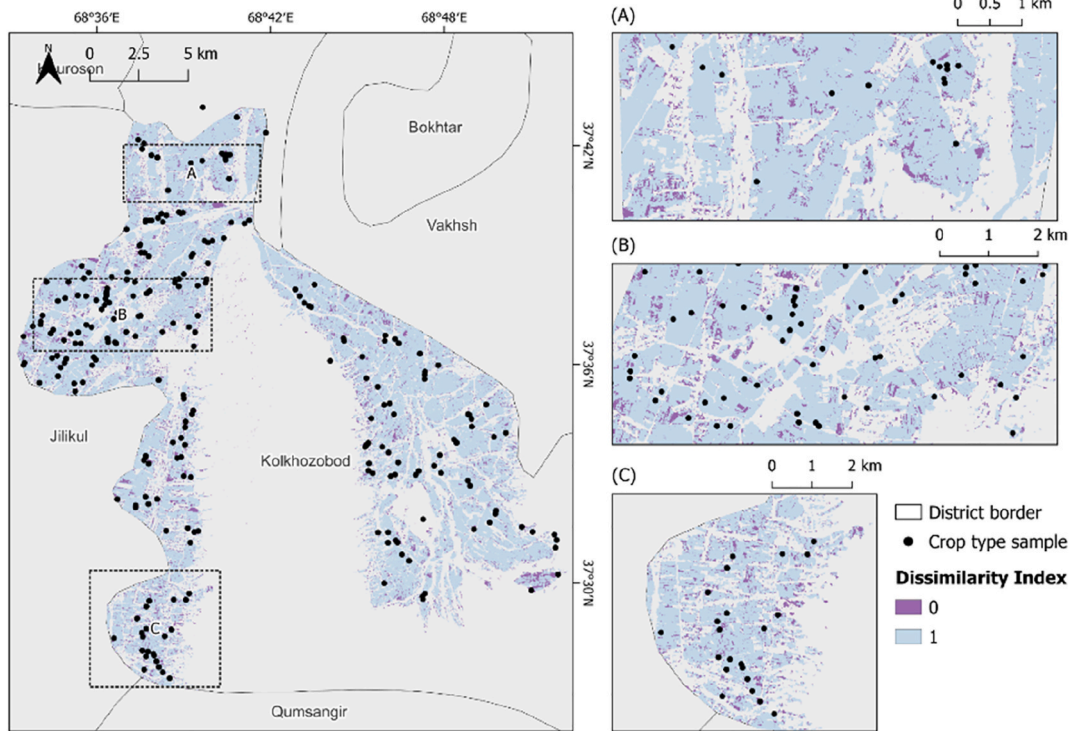 68°36'E 68°42'E 68°48'E
N
0 2.5 5 km
Bokhtar
Vakhsh
A
B
Jilikul
Kolkhozobod
C
Qumsangir
37°42'N
37°36'N
37°30'N
(A)
0 0.5 1 km
(B)
0 1 2 km
(C)
0 1 2 km
District border
Crop type sample
Dissimilarity Index
0
1